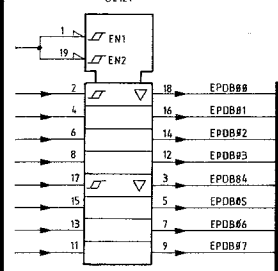 1 EN1
19 EN2
2 18 EPDB00
4 16 EPDB01
6 14 EPDB02
8 12 EPDB03
17 3 EPDB84
15 5 EPDB05
13 7 EPDB06
11 9 EPDB07